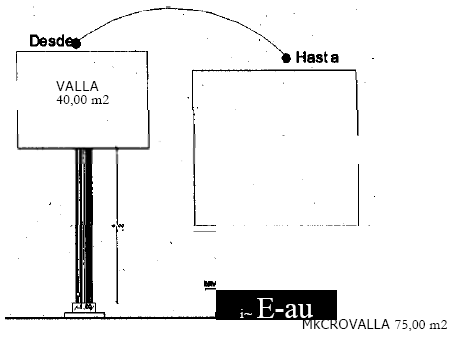 Desde
Hasta
VALLA
40,00 m2
i~ E-au
MkCROVALLA 75,00 m2